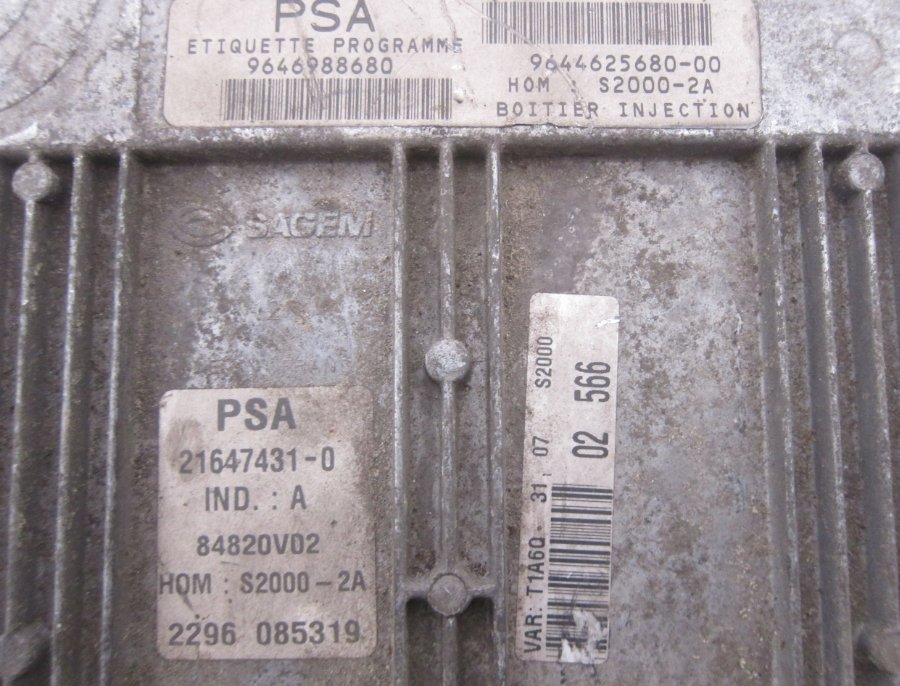 PSA
ETIQUETTE PROGRAMME
9646988680
9644625680-00
HOM : S2000-2A
BOITIER INJECTION
SAGEM
PSA
21647431-0
IND. : A
84820V02
HOM : S2000-2A
2296 085319
S2000
VAR: T1A6Q 31 07
02 566